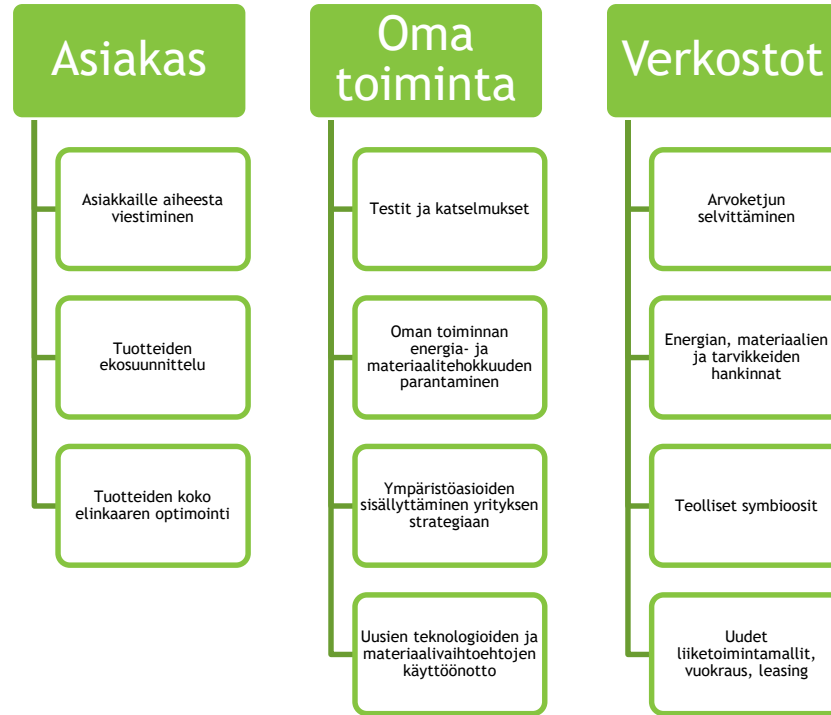 Asiakas
Asiakkaille aiheesta
viestiminen
Tuotteiden
ekosuunnittelu
Tuotteiden koko
elinkaaren optimointi
Oma
toiminta
Testit ja katselmukset
Oman toiminnan
energia- ja
materiaalitehokkuuden
parantaminen
Ympäristöasioiden
sisällyttäminen yrityksen
strategiaan
Uusien teknologioiden ja
materiaalivaihtoehtojen
käyttöönotto
Verkostot
Arvoketjun
selvittäminen
Energian, materiaalien
ja tarvikkeiden
hankinnat
Teolliset symbioosit
Uudet
liiketoimintamallit,
vuokraus, leasing